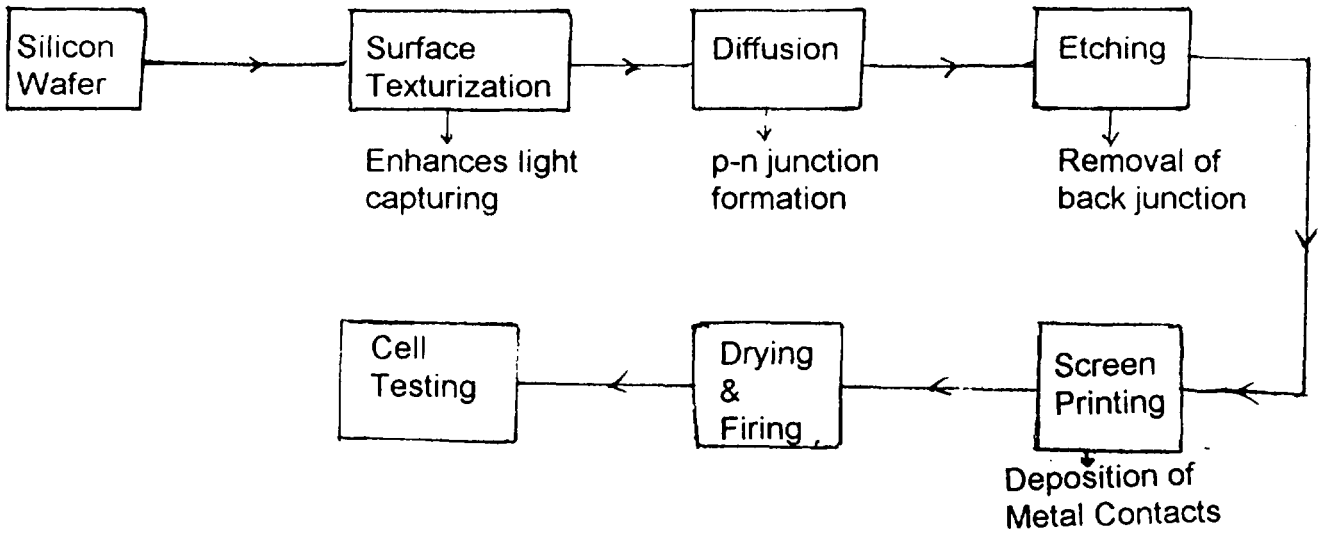 Silicon
Wafer
Surface
Texturization
Diffusion
Etching
Enhances light
capturing
p-n junction
formation
Removal of
back junction
Screen
Printing
Drying
&
Firing
Cell
Testing
Deposition of
Metal Contacts